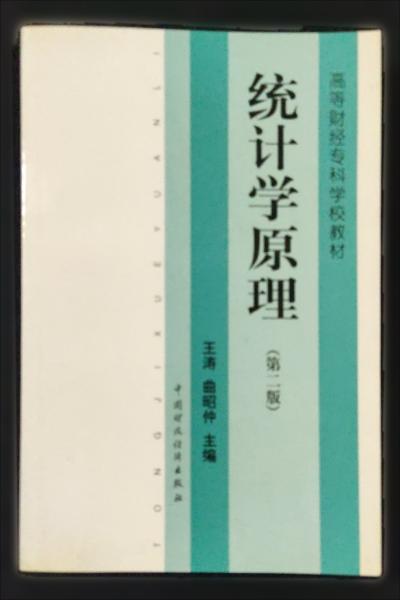 高等财经专科学校教材
统计学原理
(第二版)
王涛 曲昭仲 主编
中国财政经济出版社
TONGJIXUEYUANLI